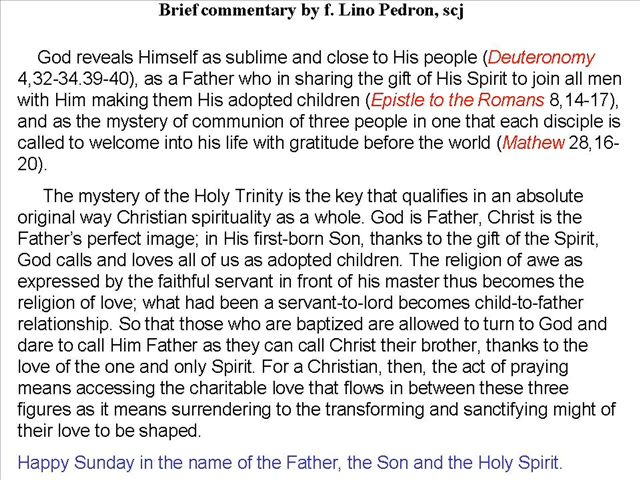 Brief commentary by f. Lino Pedron, scj
God reveals Himself as sublime and close to His people (Deuteronomy
4,32-34.39-40), as a Father who in sharing the gift of His Spirit to join all men
with Him making them His adopted children (Epistle to the Romans 8,14-17),
and as the mystery of communion of three people in one that each disciple is
called to welcome into his life with gratitude before the world (Mathew 28,16-
20).
The mystery of the Holy Trinity is the key that qualifies in an absolute
original way Christian spirituality as a whole. God is Father, Christ is the
Father's perfect image; in His first-born Son, thanks to the gift of the Spirit,
God calls and loves all of us as adopted children. The religion of awe as
expressed by the faithful servant in front of his master thus becomes the
religion of love; what had been a servant-to-lord becomes child-to-father
relationship. So that those who are baptized are allowed to turn to God and
dare to call Him Father as they can call Christ their brother, thanks to the
love of the one and only Spirit. For a Christian, then, the act of praying
means accessing the charitable love that flows in between these three
figures as it means surrendering to the transforming and sanctifying might of
their love to be shaped.
Happy Sunday in the name of the Father, the Son and the Holy Spirit.